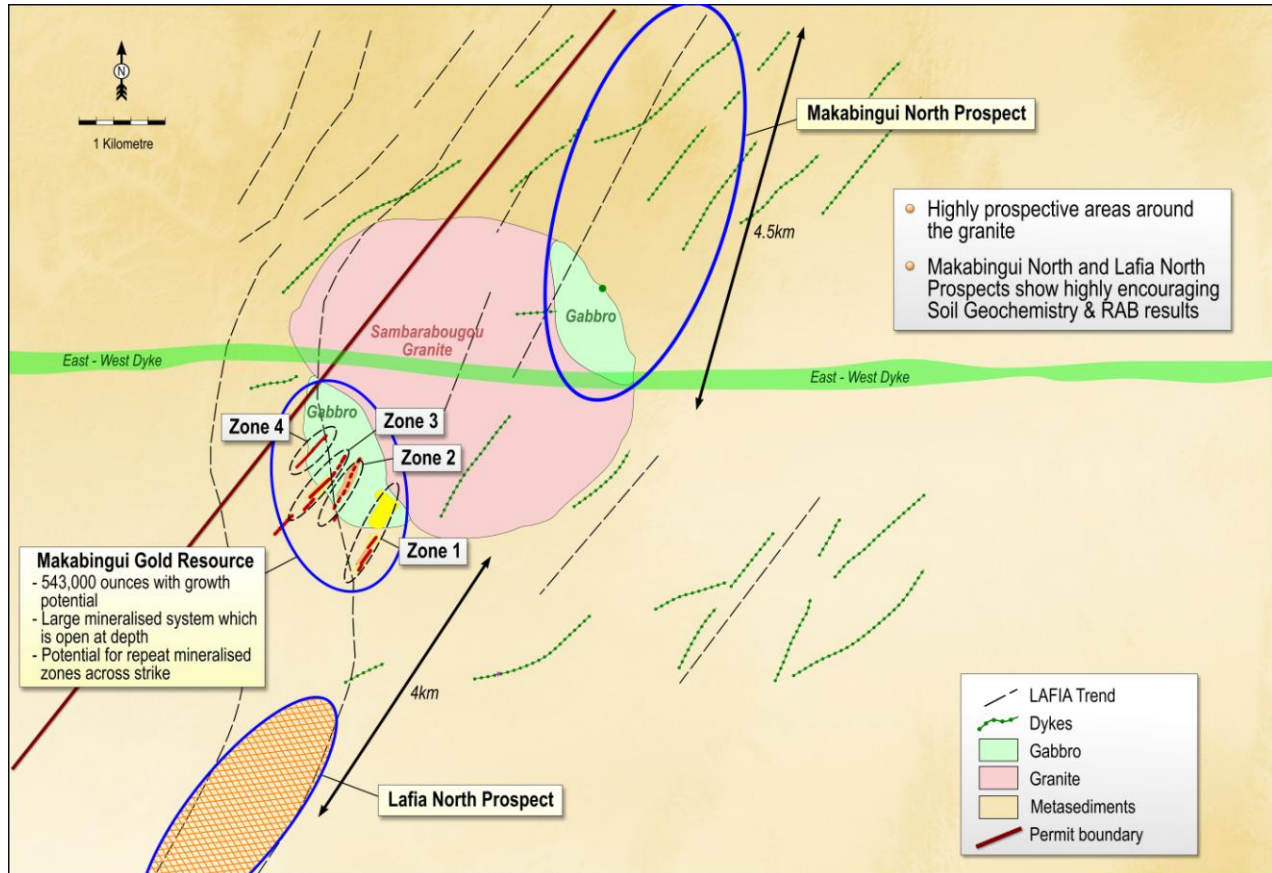 N
1 Kilometre
Makabingui North Prospect
Highly prospective areas around
the granite
Makabingui North and Lafia North
Prospects show highly encouraging
Soil Geochemistry & RAB results
4.5km
Gabbro
Sambarabougou
Granite
East - West Dyke
East - West Dyke
Gabbro
Zone 4
Zone 3
Zone 2
Zone 1
Makabingui Gold Resource
- 543,000 ounces with growth
potential
- Large mineralised system which
is open at depth
- Potential for repeat mineralised
zones across strike
4km
Lafia North Prospect
LAFIA Trend
Dykes
Gabbro
Granite
Metasediments
Permit boundary